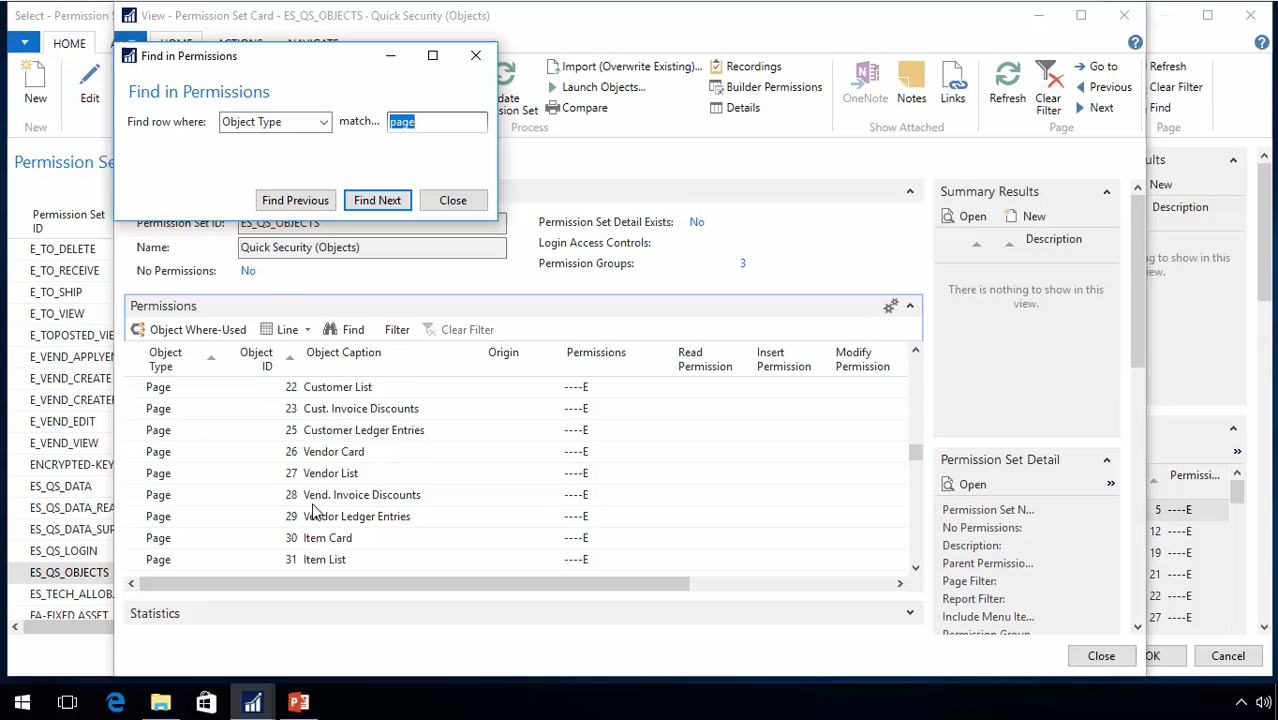 Select - Permission S
View - Permission Set Card - ES_QS_OBJECTS - Quick Security (Objects)
HOME
Find in Permissions
New
Edit
New
Find in Permissions
Find row where:
Object Type
match...
page
Find Previous
Find Next
Close
Import (Overwrite Existing)...
Launch Objects...
Compare
Recordings
Builder Permissions
Details
Process
OneNote
Notes
Links
Show Attached
Refresh
Clear
Filter
Go to
Previous
Next
Page
Refresh
Clear Filter
Find
Page
Permission Se
Permission Set
ID
E_TO_DELETE
E_TO_RECEIVE
E_TO_SHIP
E_TO_VIEW
E_TOPOSTED_VIE
E_VEND_APPLYEN
E_VEND_CREATE
E_VEND_CREATE
E_VEND_EDIT
E_VEND_VIEW
ENCRYPTED-KEY
ES_QS_DATA
ES_QS_DATA_REA
ES_QS_DATA_SUP
ES_QS_LOGIN
ES_QS_OBJECTS
ES_TECH_ALLOB.
FA-FIXED ASSET
Permission Set ID:
ES_QS_OBJECTS
Name:
Quick Security (Objects)
No Permissions:
No
Permission Set Detail Exists:
No
Login Access Controls:
Permission Groups:
3
Permissions
Object Where-Used
Line
Find
Filter
Clear Filter
Object Type
Object ID
Object Caption
Origin
Permissions
Read Permission
Insert Permission
Modify Permission
Page 22 Customer List ----E
Page 23 Cust. Invoice Discounts ----E
Page 25 Customer Ledger Entries ----E
Page 26 Vendor Card ----E
Page 27 Vendor List ----E
Page 28 Vend. Invoice Discounts ----E
Page 29 Vendor Ledger Entries ----E
Page 30 Item Card ----E
Page 31 Item List ----E
Statistics
Summary Results
Open
New
Description
There is nothing to show in this
view.
Permission Set Detail
Open
Permission Set N...
No Permissions:
Description:
Parent Permissio...
Page Filter:
Report Filter:
Include Menu Ite...
Close
ults
New
Description
ng to show in this
Permissi...
5 ----E
12 ----E
19 ----E
21 ----E
22 ----E
27 ----E
OK
Cancel